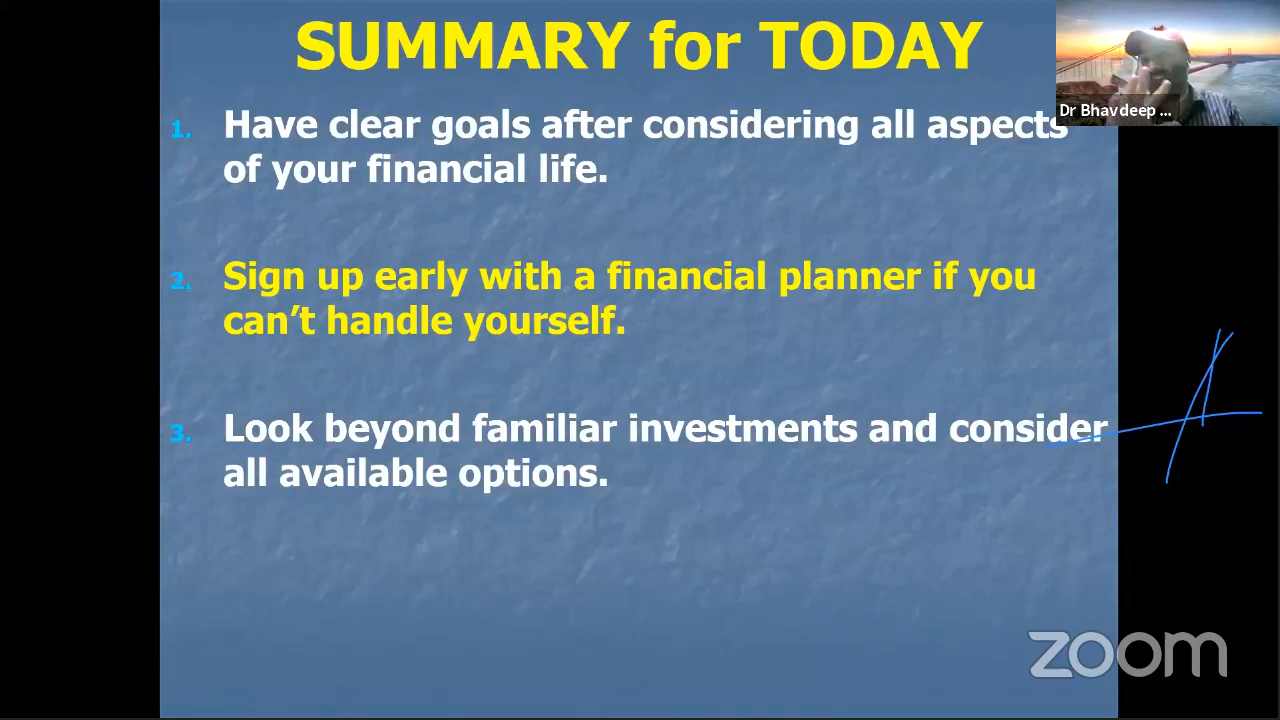 SUMMARY for TODAY
Dr Bhavdeep ...
1. Have clear goals after considering all aspects
of your financial life.
2. Sign up early with a financial planner if you
can’t handle yourself.
3. Look beyond familiar investments and consider
all available options.
zoom